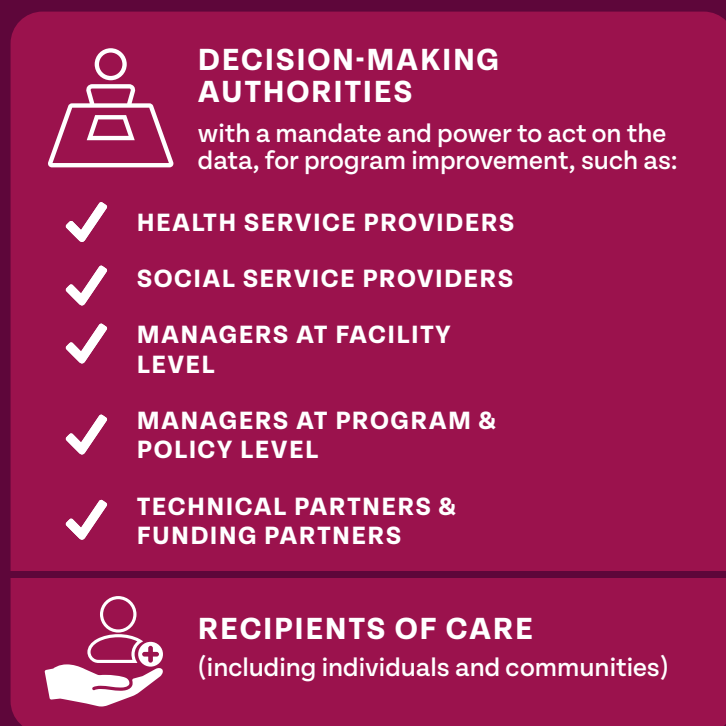 DECISION-MAKING
AUTHORITIES
with a mandate and power to act on the
data, for program improvement, such as:
HEALTH SERVICE PROVIDERS
SOCIAL SERVICE PROVIDERS
MANAGERS AT FACILITY
LEVEL
MANAGERS AT PROGRAM &
POLICY LEVEL
TECHNICAL PARTNERS &
FUNDING PARTNERS
RECIPIENTS OF CARE
(including individuals and communities)